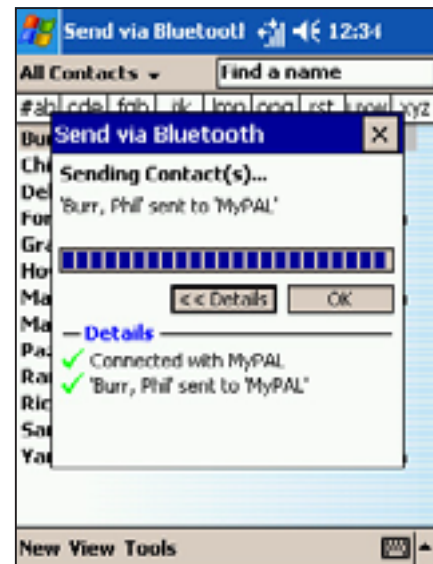 Send via Bluetooth 12:34
All Contacts Find a name
#ab cde fgh ijk lmn opq rst uvw xyz
Send via Bluetooth
Sending Contact(s)...
'Burr, Phil' sent to 'MyPAL'
<< Details OK
Details
Connected with MyPAL
'Burr, Phil' sent to 'MyPAL'
New View Tools